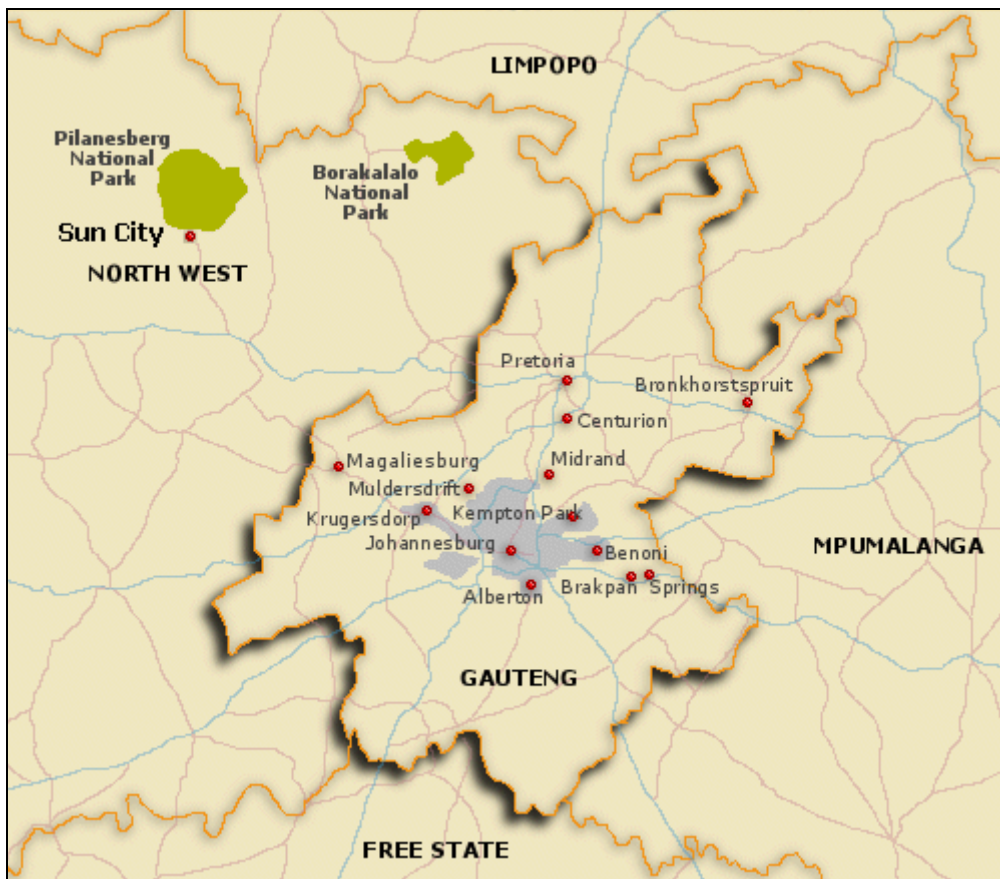 LIMPOPO
Pilanesberg
National
Park
Borakalalo
National
Park
Sun City
NORTH WEST
Pretoria
Bronkhorstspruit
Centurion
Magaliesburg
Midrand
Muldersdrift
Krugersdorp
Kempton Park
Johannesburg
Benoni
MPUMALANGA
Alberton
Brakpan
Springs
GAUTENG
FREE STATE